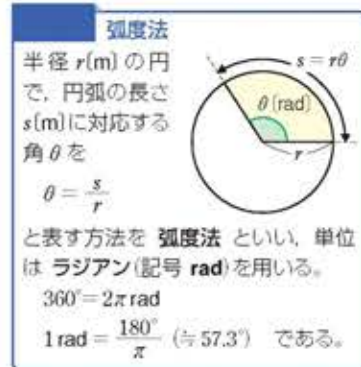 弧度法
半径 r〔m〕の円
で，円弧の長さ
s〔m〕に対応する
角 θ を
θ = s/r
s = rθ
θ(rad)
r
と表す方法を 弧度法 といい，単位
は ラジアン(記号 rad)を用いる。
360°＝2π rad
1 rad = 180°/π (≒ 57.3°) である。